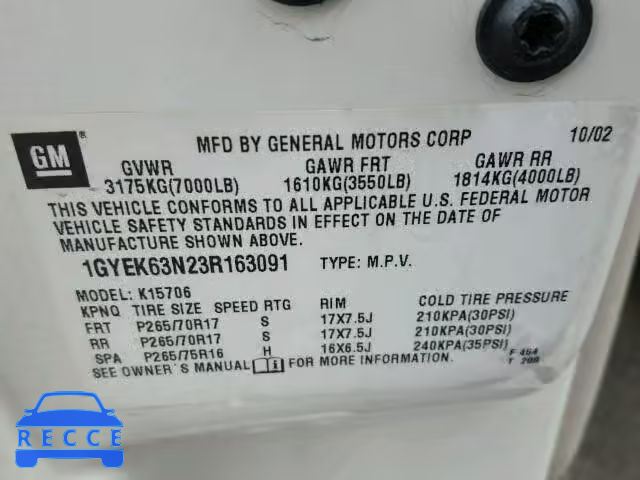 GM ®
MFD BY GENERAL MOTORS CORP 10/02
GVWR GAWR FRT GAWR RR
3175KG(7000LB) 1610KG(3550LB) 1814KG(4000LB)
THIS VEHICLE CONFORMS TO ALL APPLICABLE U.S. FEDERAL MOTOR
VEHICLE SAFETY STANDARDS IN EFFECT ON THE DATE OF
MANUFACTURE SHOWN ABOVE.
1GYEK63N23R163091 TYPE: M.P.V.
MODEL: K15706
KPNQ TIRE SIZE SPEED RTG RIM COLD TIRE PRESSURE
FRT P265/70R17 S 17X7.5J 210KPA(30PSI)
RR P265/70R17 S 17X7.5J 210KPA(30PSI)
SPA P265/75R16 H 16X6.5J 240KPA(35PSI)
SEE OWNER'S MANUAL FOR MORE INFORMATION.
F 454
T 209
RECCE